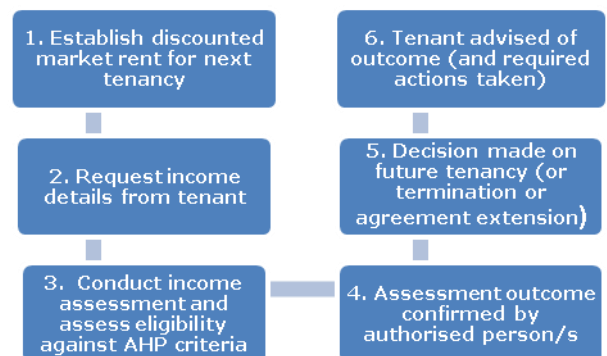 1. Establish discounted
market rent for next
tenancy
2. Request income
details from tenant
3. Conduct income
assessment and
assess eligibility
against AHP criteria
4. Assessment outcome
confirmed by
authorised person/s
5. Decision made on
future tenancy (or
termination or
agreement extension)
6. Tenant advised of
outcome (and required
actions taken)